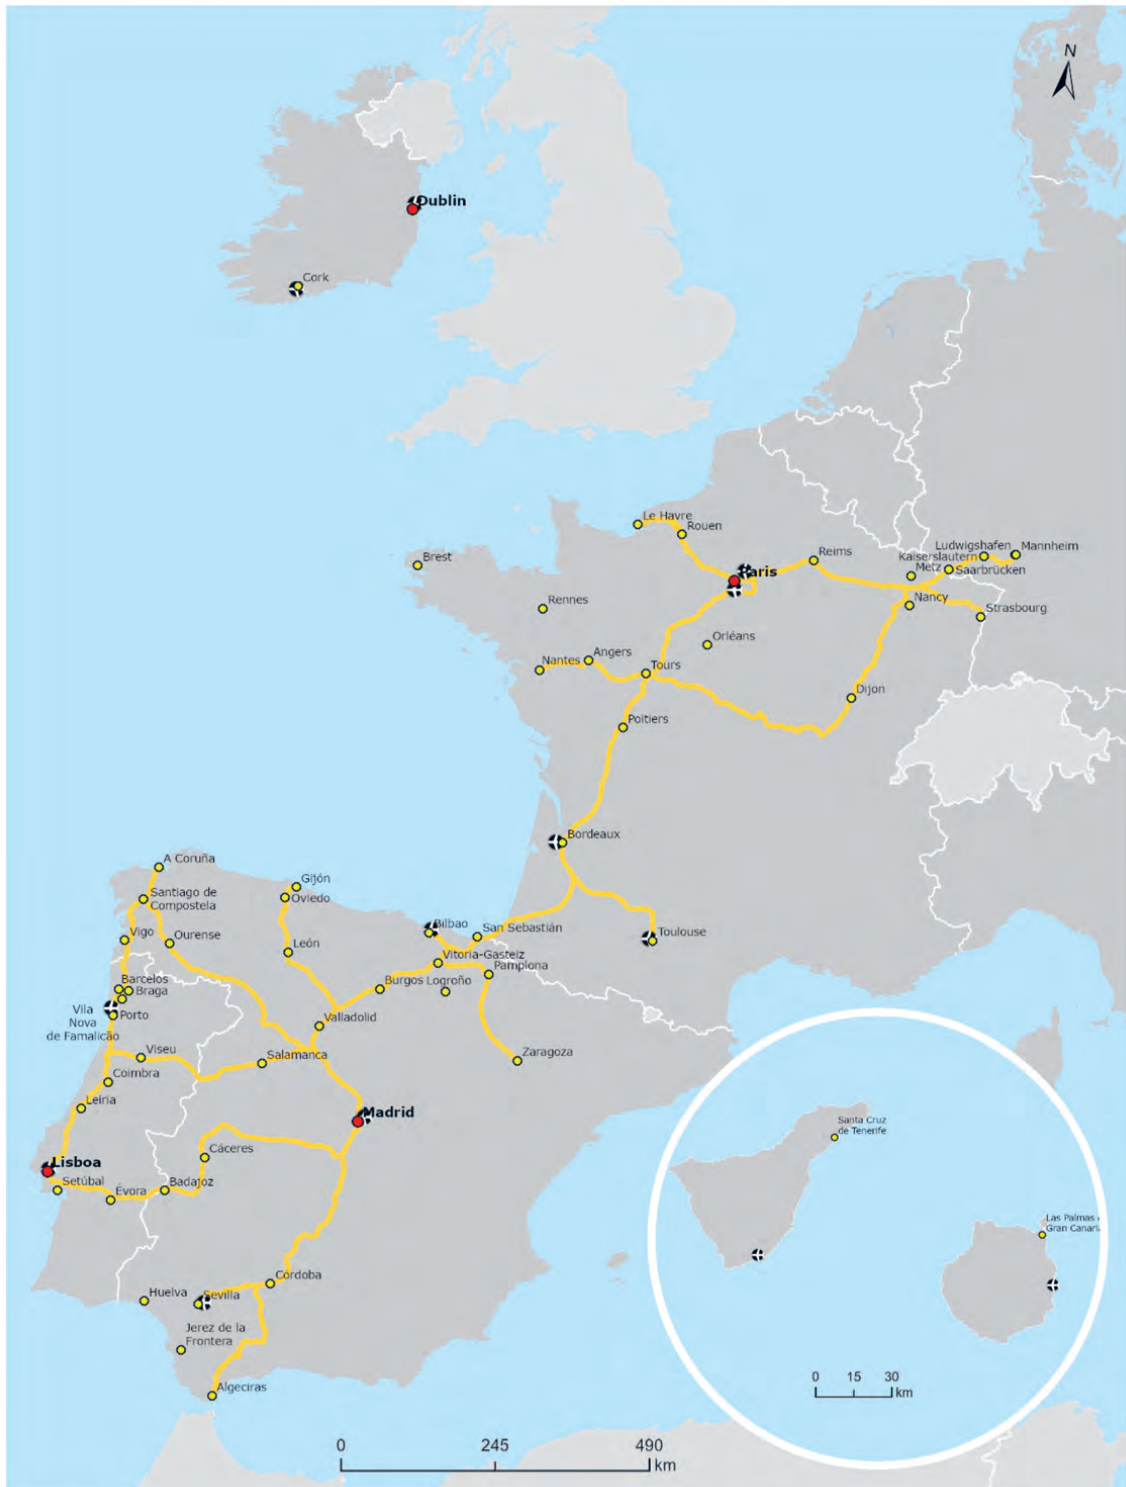 N
Dublin
Cork
Le Havre
Rouen
Brest
Reims
Ludwigshafen
Mannheim
Kaiserslautern
Metz
Saarbrücken
Paris
Rennes
Nancy
Strasbourg
Orléans
Nantes
Angers
Tours
Dijon
Poitiers
Bordeaux
A Coruña
Gijón
Santiago de
Compostela
Oviedo
Vigo
Ourense
León
Bilbao
San Sebastián
Toulouse
Vitoria-Gasteiz
Pamplona
Barcelos
Braga
Burgos
Logroño
Vila
Nova
de Famalicão
Porto
Valladolid
Viseu
Salamanca
Zaragoza
Coimbra
Leiria
Madrid
Santa Cruz
de Tenerife
Lisboa
Cáceres
Setúbal
Évora
Badajoz
Las Palmas
Gran Canari
Córdoba
Huelva
Sevilla
Jerez de la
Frontera
Algeciras
0 15 30
km
0 245 490
km